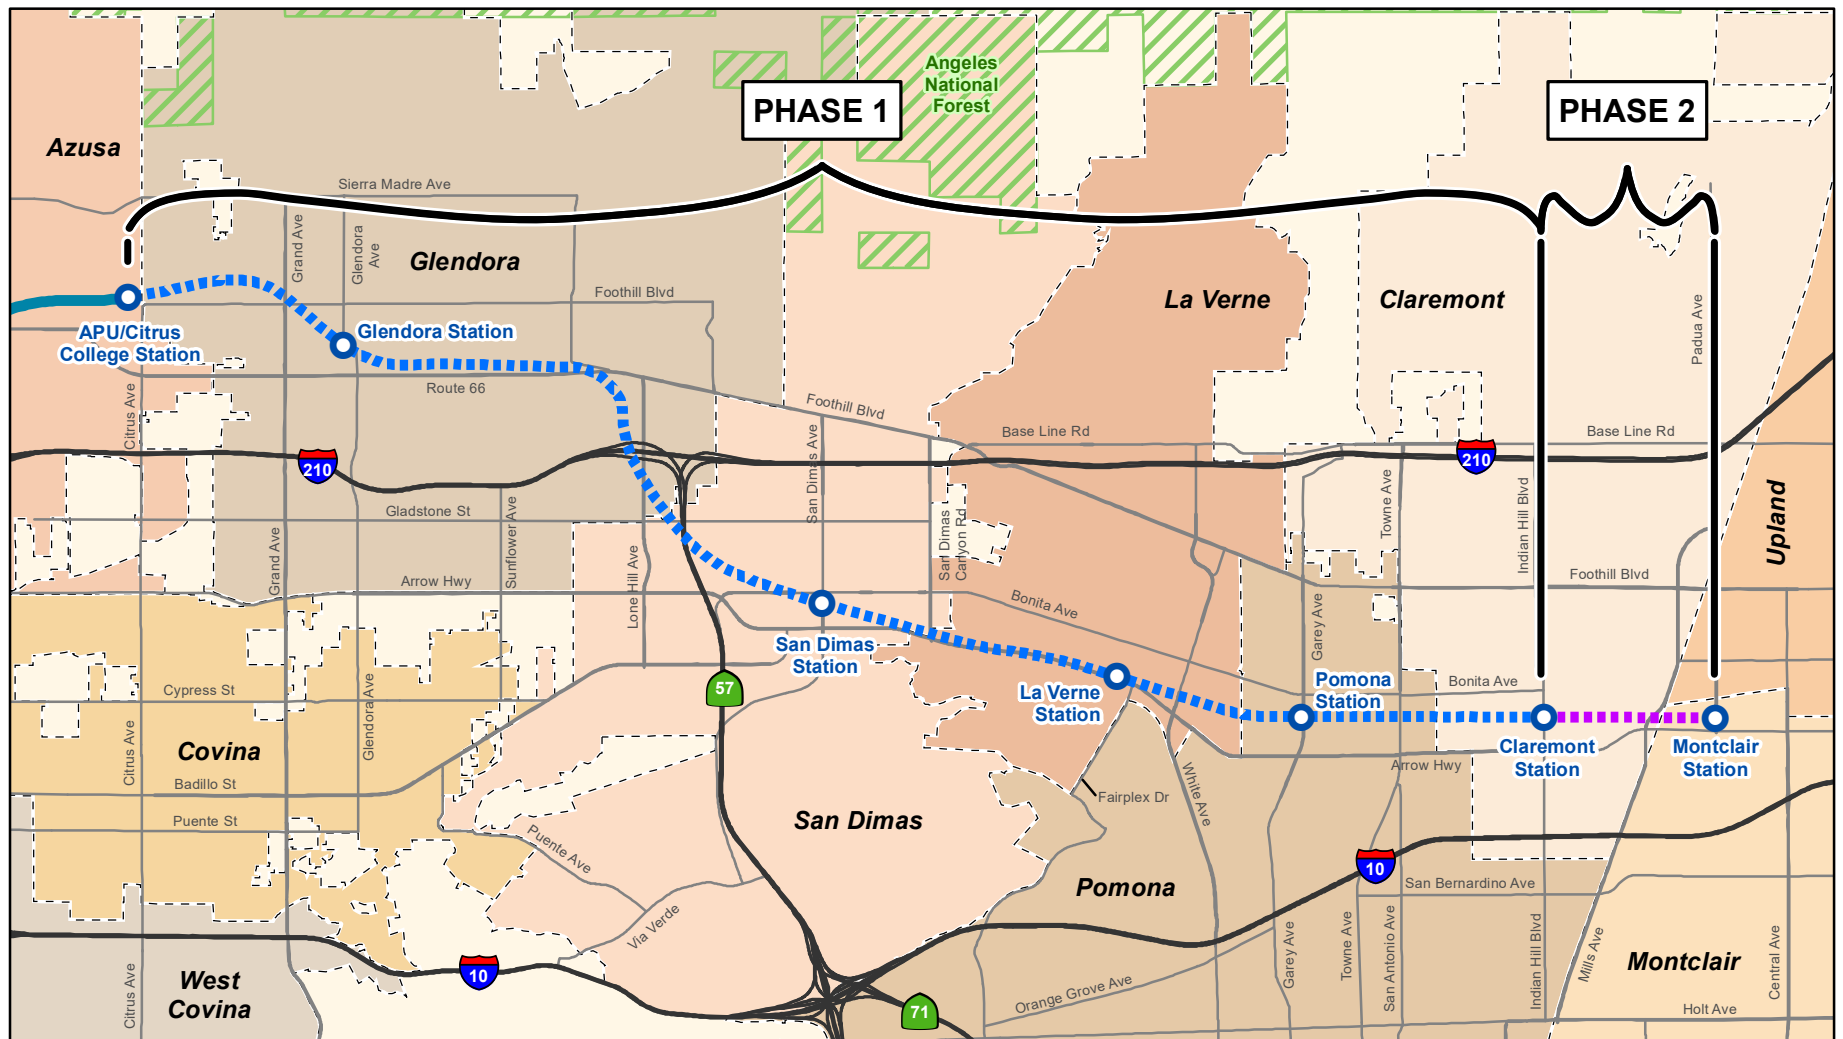 Angeles
National
Forest
PHASE 1
PHASE 2
Azusa
Sierra Madre Ave
Grand Ave
Glendora
Ave
Glendora
La Verne
Claremont
Foothill Blvd
Padua Ave
APU/Citrus
College Station
Glendora Station
Route 66
Citrus Ave
Foothill Blvd
San Dimas Ave
Base Line Rd
Base Line Rd
210
210
Gladstone St
Sunflower Ave
Towne Ave
Indian Hill Blvd
Upland
San Dimas
Canyon Rd
Grand Ave
Arrow Hwy
Lone Hill Ave
Foothill Blvd
Bonita Ave
Garey Ave
San Dimas
Station
Cypress St
57
La Verne
Station
Pomona
Station
Bonita Ave
Glendora Ave
Citrus Ave
Covina
Claremont
Station
Montclair
Station
Arrow Hwy
Badillo St
Fairplex Dr
White Ave
Puente St
San Dimas
Puente Ave
10
Pomona
San Bernardino Ave
Via Verde
Garey Ave
Towne Ave
San Antonio Ave
Indian Hill Blvd
Mills Ave
Montclair
Central Ave
West
Covina
Citrus Ave
10
Orange Grove Ave
71
Holt Ave